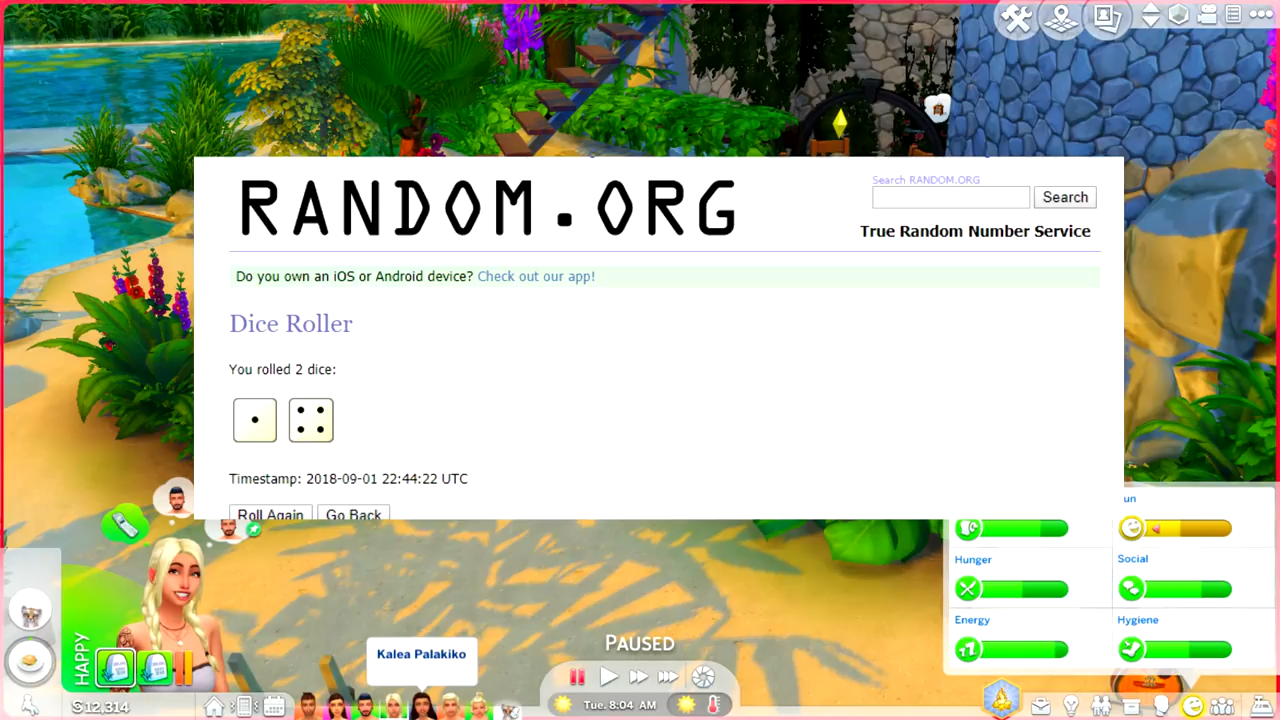 RANDOM.ORG
Search RANDOM.ORG
Search
True Random Number Service
Do you own an iOS or Android device? Check out our app!
Dice Roller
You rolled 2 dice:
Timestamp: 2018-09-01 22:44:22 UTC
Roll Again
Go Back
un
Hunger
Social
Energy
Hygiene
HAPPY
PAUSED
Kalea Palakiko
§12,314
Tue. 8:04 AM